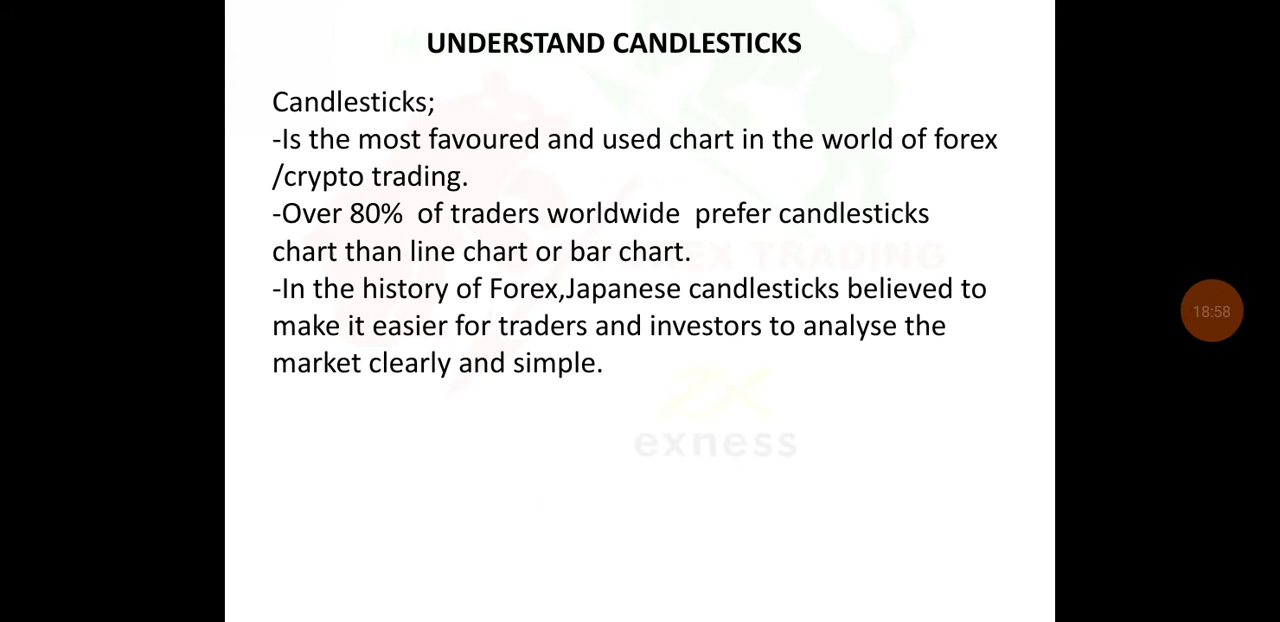 UNDERSTAND CANDLESTICKS
Candlesticks;
-Is the most favoured and used chart in the world of forex
/crypto trading.
-Over 80%  of traders worldwide  prefer candlesticks
chart than line chart or bar chart.
-In the history of Forex,Japanese candlesticks believed to
make it easier for traders and investors to analyse the
market clearly and simple.
18:58
TRADING
exness